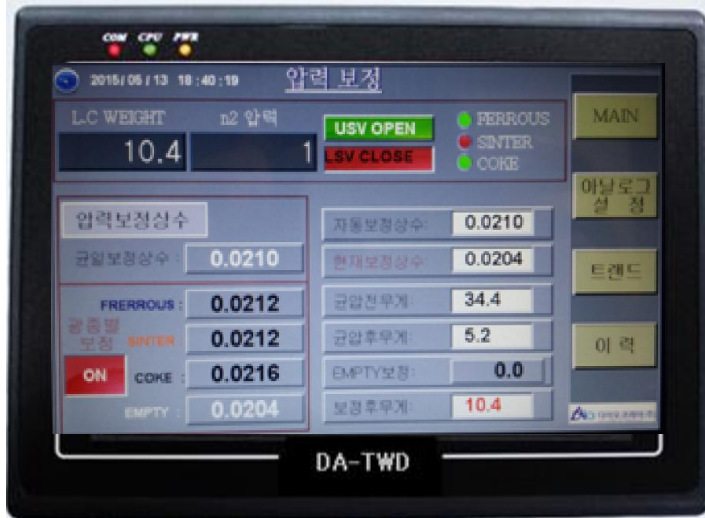 COM CPU PWR
2015/05/13 18:40:19
압력 보정
L.C WEIGHT
n2 압력
10.4
1
USV OPEN
LSV CLOSE
FERROUS
SINTER
COKE
MAIN
아날로그
설 정
트랜드
이 력
압력보정상수
균일보정상수 : 0.0210
FRERROUS : 0.0212
광종별
보정
SINTER 0.0212
ON
COKE : 0.0216
EMPTY : 0.0204
자동보정상수: 0.0210
현재보정상수: 0.0204
균압전무게: 34.4
균압후무게: 5.2
EMPTY보정: 0.0
보정후무게: 10.4
DA-TWD